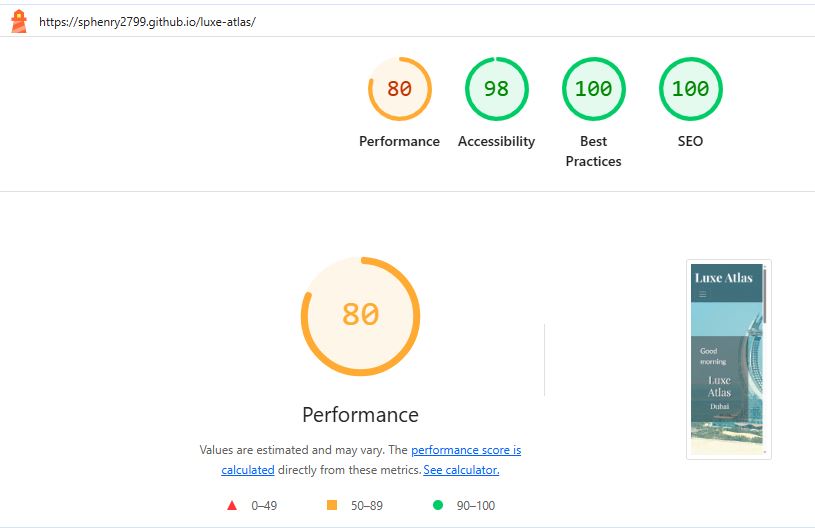 https://sphenry2799.github.io/luxe-atlas/
80
98
100
100
Performance
Accessibility
Best
Practices
SEO
80
Performance
Values are estimated and may vary. The performance score is
calculated directly from these metrics. See calculator.
0–49
50–89
90–100
Luxe Atlas
Good
morning
Luxe
Atlas
Dubai